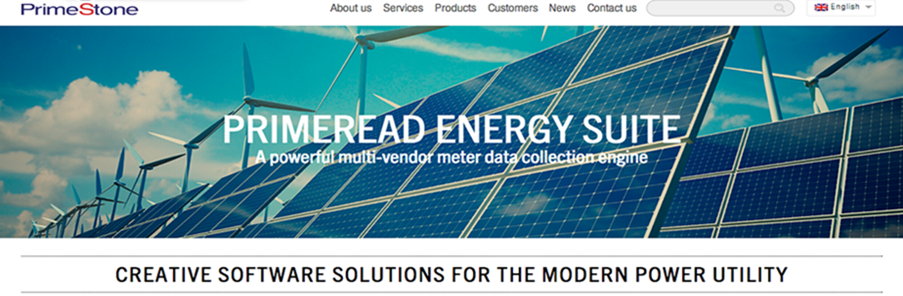 PrimeStone
About us Services Products Customers News Contact us English
PRIMEREAD ENERGY SUITE
A powerful multi-vendor meter data collection engine
CREATIVE SOFTWARE SOLUTIONS FOR THE MODERN POWER UTILITY